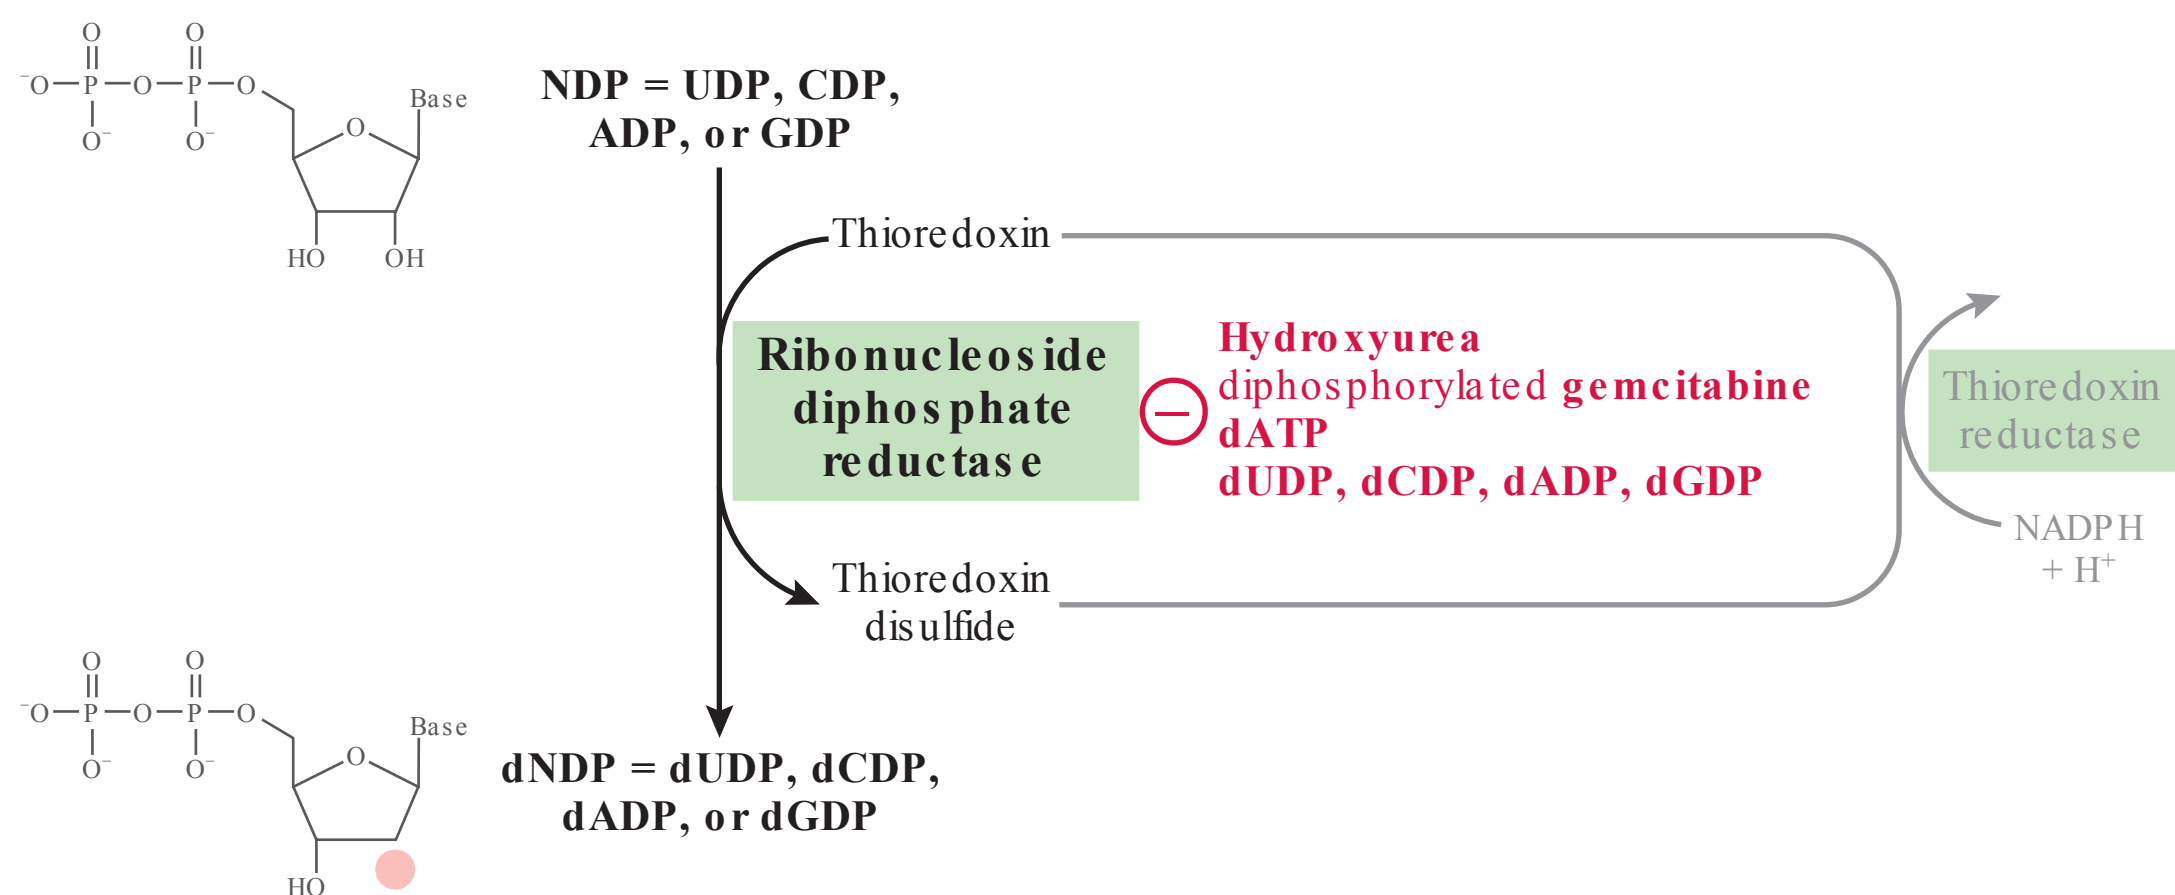 O O
⁻O P O P O Base
O⁻ O⁻ O
HO OH
NDP = UDP, CDP,
ADP, or GDP
Thioredoxin
Ribonucleoside
diphosphate
reductase
−
Hydroxyurea
diphosphorylated gemcitabine
dATP
dUDP, dCDP, dADP, dGDP
Thioredoxin
reductase
NADPH
+ H⁺
Thioredoxin
disulfide
O O
⁻O P O P O Base
O⁻ O⁻ O
HO
dNDP = dUDP, dCDP,
dADP, or dGDP